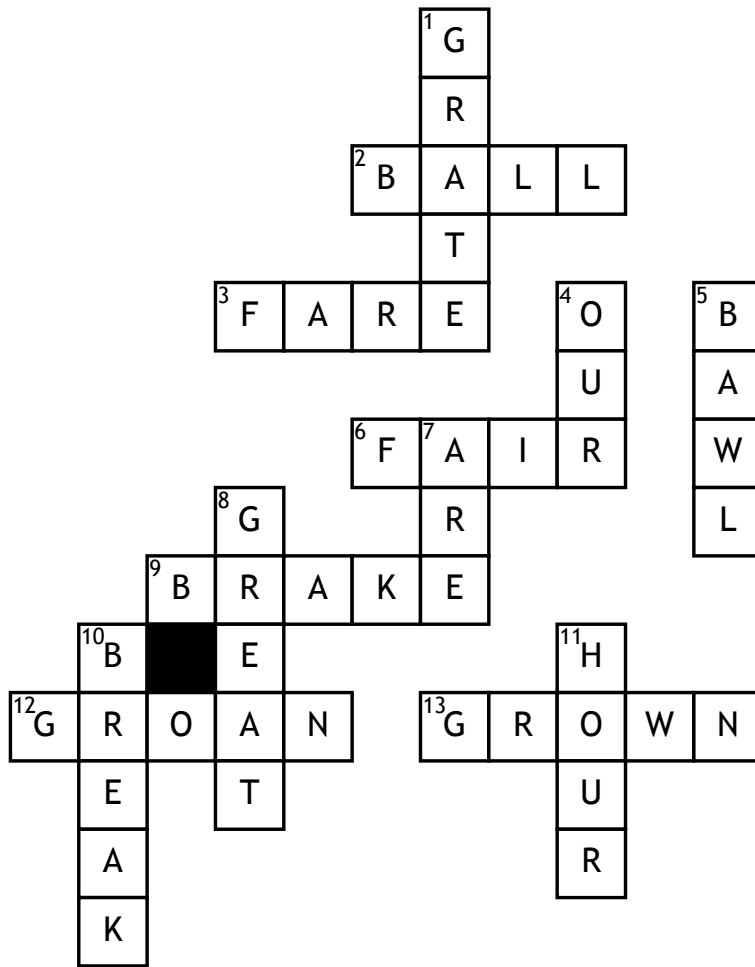 1 G
R
2 B A L L
T
3 F A R E 4 O 5 B
U A
6 F 7 A I R W
8 G R L
9 B R A K E
10 B E 11 H
12 G R O A N 13 G R O W N
E T U
A R
K